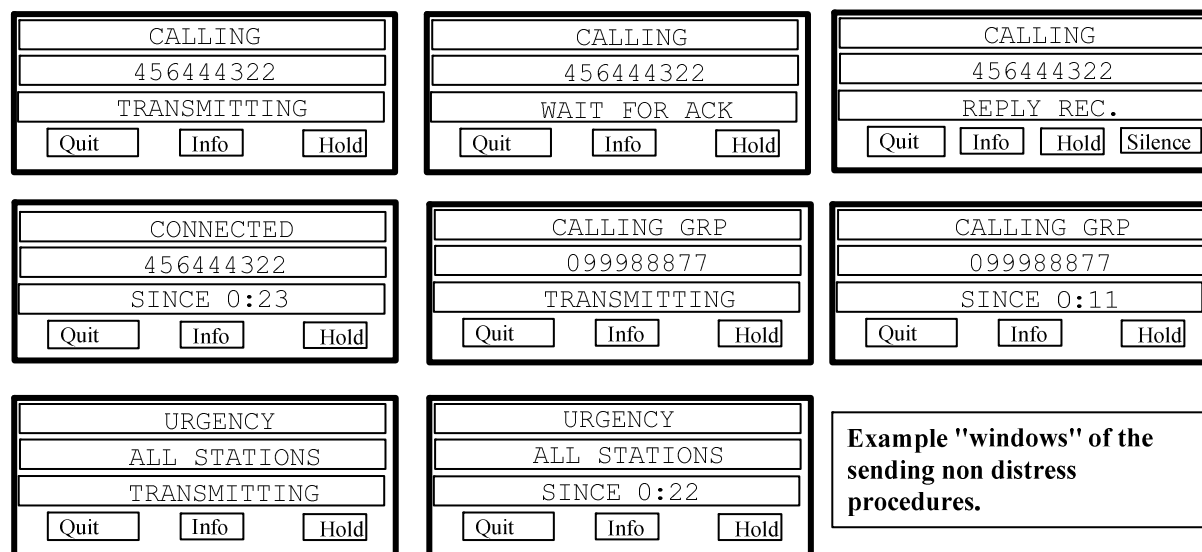 CALLING
456444322
TRANSMITTING
Quit Info Hold
CALLING
456444322
WAIT FOR ACK
Quit Info Hold
CALLING
456444322
REPLY REC.
Quit Info Hold Silence
CONNECTED
456444322
SINCE 0:23
Quit Info Hold
CALLING GRP
099988877
TRANSMITTING
Quit Info Hold
CALLING GRP
099988877
SINCE 0:11
Quit Info Hold
URGENCY
ALL STATIONS
TRANSMITTING
Quit Info Hold
URGENCY
ALL STATIONS
SINCE 0:22
Quit Info Hold
Example "windows" of the
sending non distress
procedures.